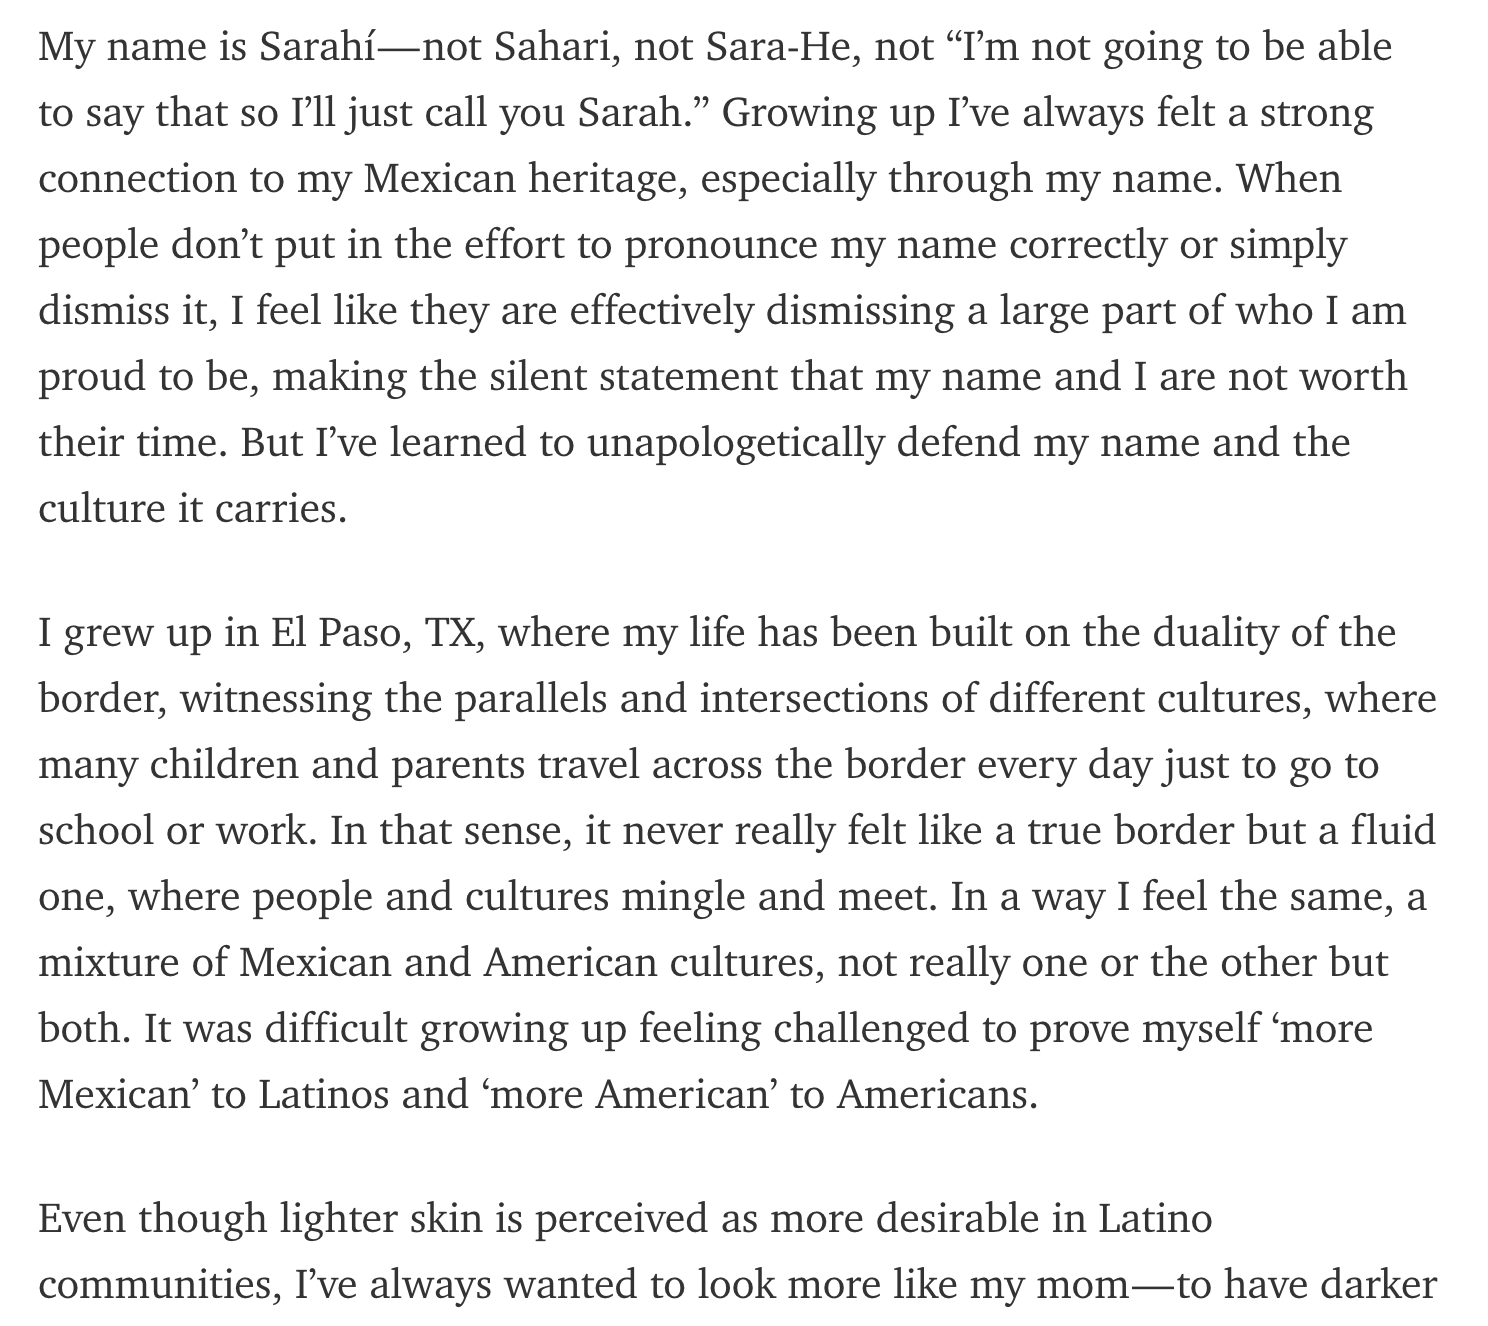 My name is Sarahí—not Sahari, not Sara-He, not “I’m not going to be able
to say that so I’ll just call you Sarah.” Growing up I’ve always felt a strong
connection to my Mexican heritage, especially through my name. When
people don’t put in the effort to pronounce my name correctly or simply
dismiss it, I feel like they are effectively dismissing a large part of who I am
proud to be, making the silent statement that my name and I are not worth
their time. But I’ve learned to unapologetically defend my name and the
culture it carries.
I grew up in El Paso, TX, where my life has been built on the duality of the
border, witnessing the parallels and intersections of different cultures, where
many children and parents travel across the border every day just to go to
school or work. In that sense, it never really felt like a true border but a fluid
one, where people and cultures mingle and meet. In a way I feel the same, a
mixture of Mexican and American cultures, not really one or the other but
both. It was difficult growing up feeling challenged to prove myself ‘more
Mexican’ to Latinos and ‘more American’ to Americans.
Even though lighter skin is perceived as more desirable in Latino
communities, I’ve always wanted to look more like my mom—to have darker